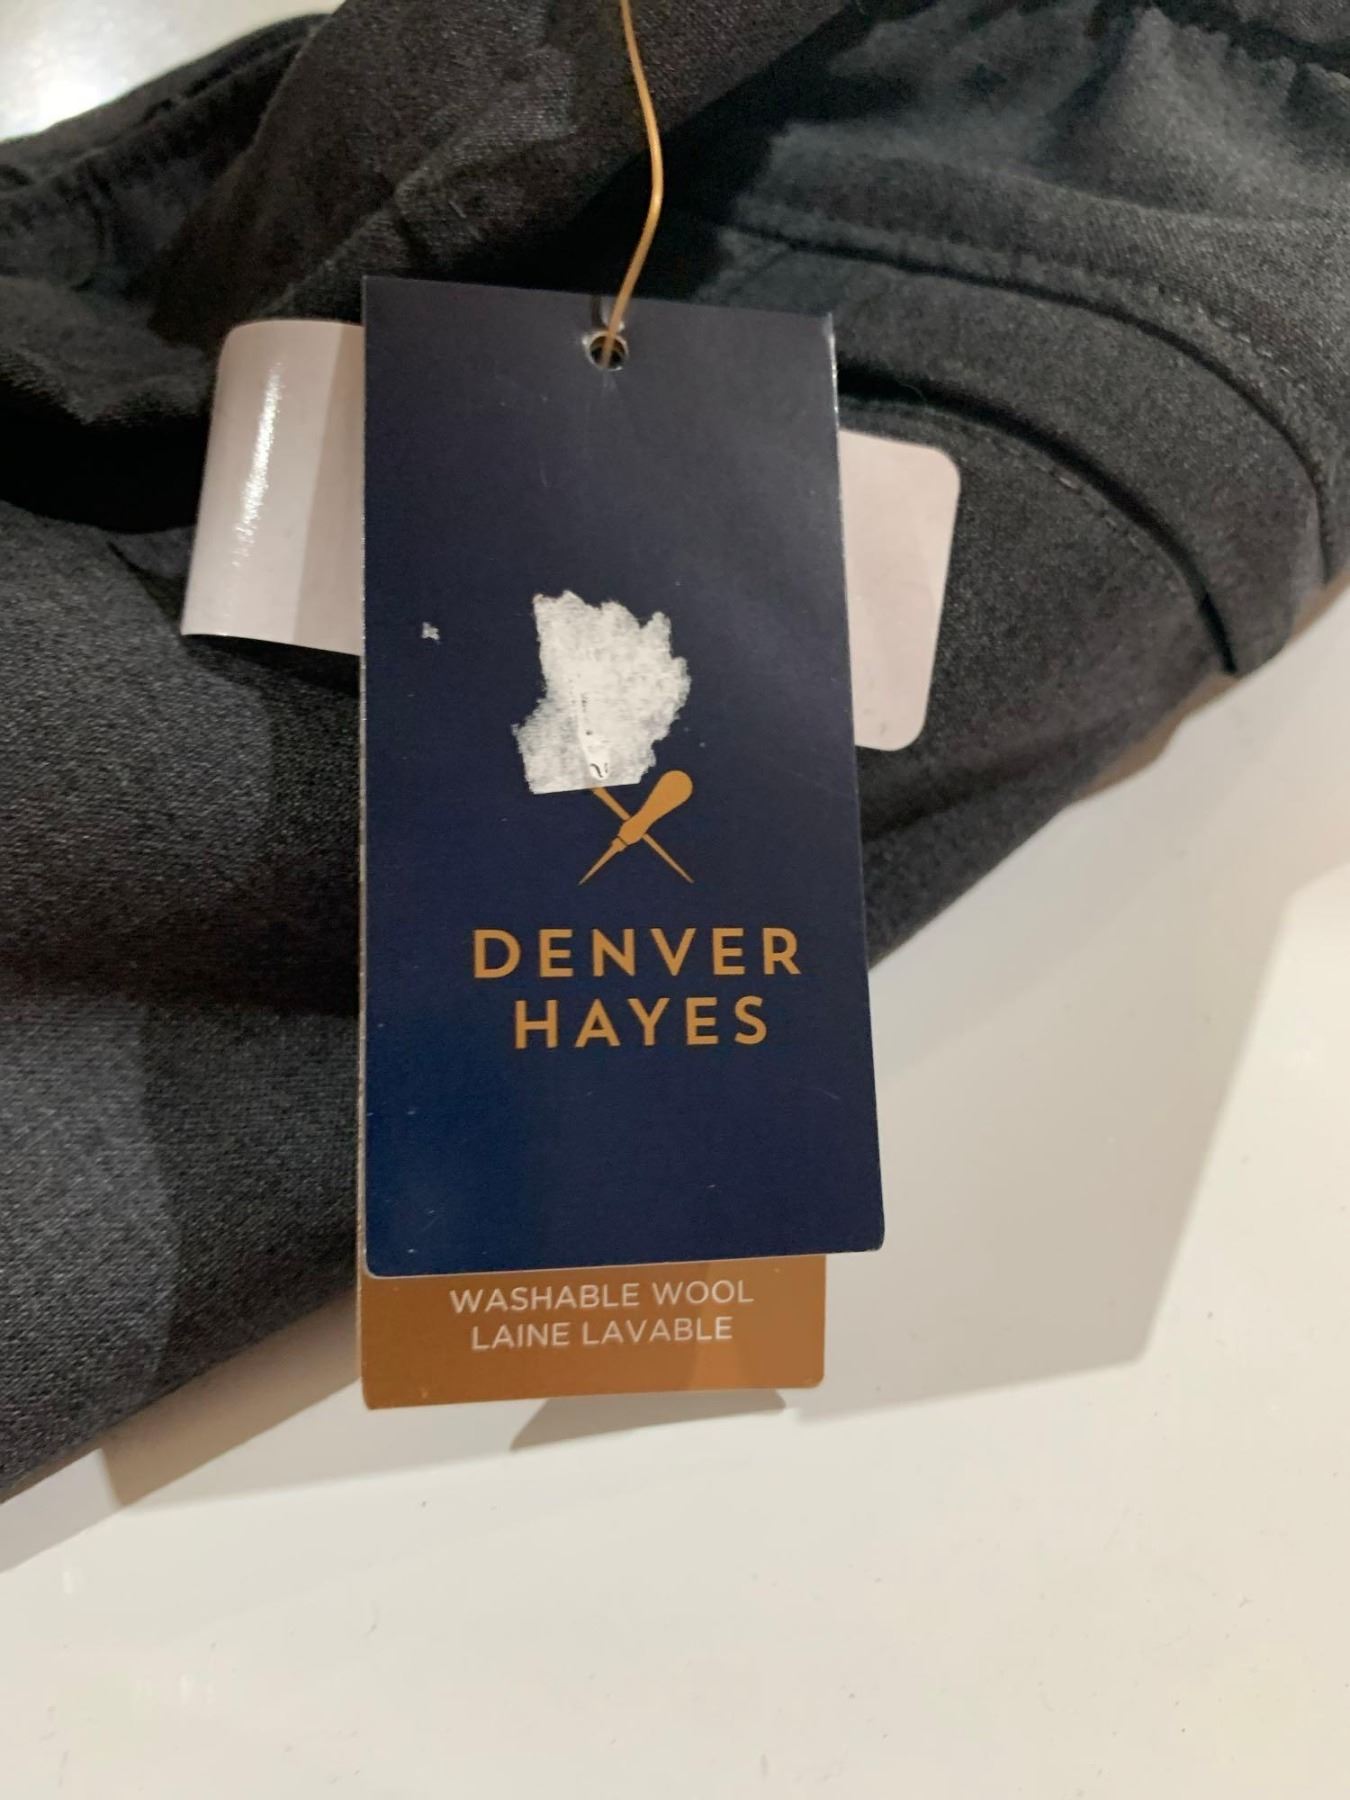 DENVER
HAYES
WASHABLE WOOL
LAINE LAVABLE